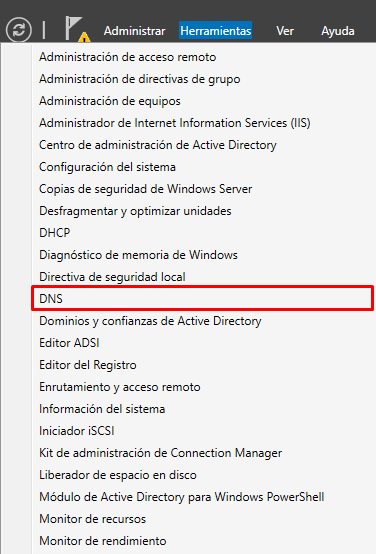 Administrar Herramientas Ver Ayuda
Administración de acceso remoto
Administración de directivas de grupo
Administración de equipos
Administrador de Internet Information Services (IIS)
Centro de administración de Active Directory
Configuración del sistema
Copias de seguridad de Windows Server
Desfragmentar y optimizar unidades
DHCP
Diagnóstico de memoria de Windows
Directiva de seguridad local
DNS
Dominios y confianzas de Active Directory
Editor ADSI
Editor del Registro
Enrutamiento y acceso remoto
Información del sistema
Iniciador iSCSI
Kit de administración de Connection Manager
Liberador de espacio en disco
Módulo de Active Directory para Windows PowerShell
Monitor de recursos
Monitor de rendimiento